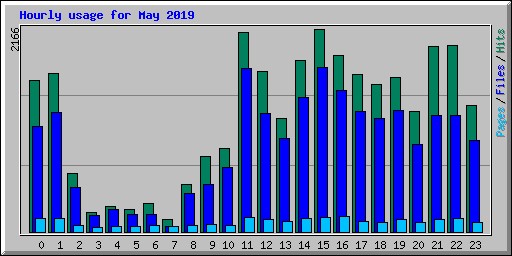 Hourly usage for May 2019
2166
Pages/Files/Hits
0 1 2 3 4 5 6 7 8 9 10 11 12 13 14 15 16 17 18 19 20 21 22 23